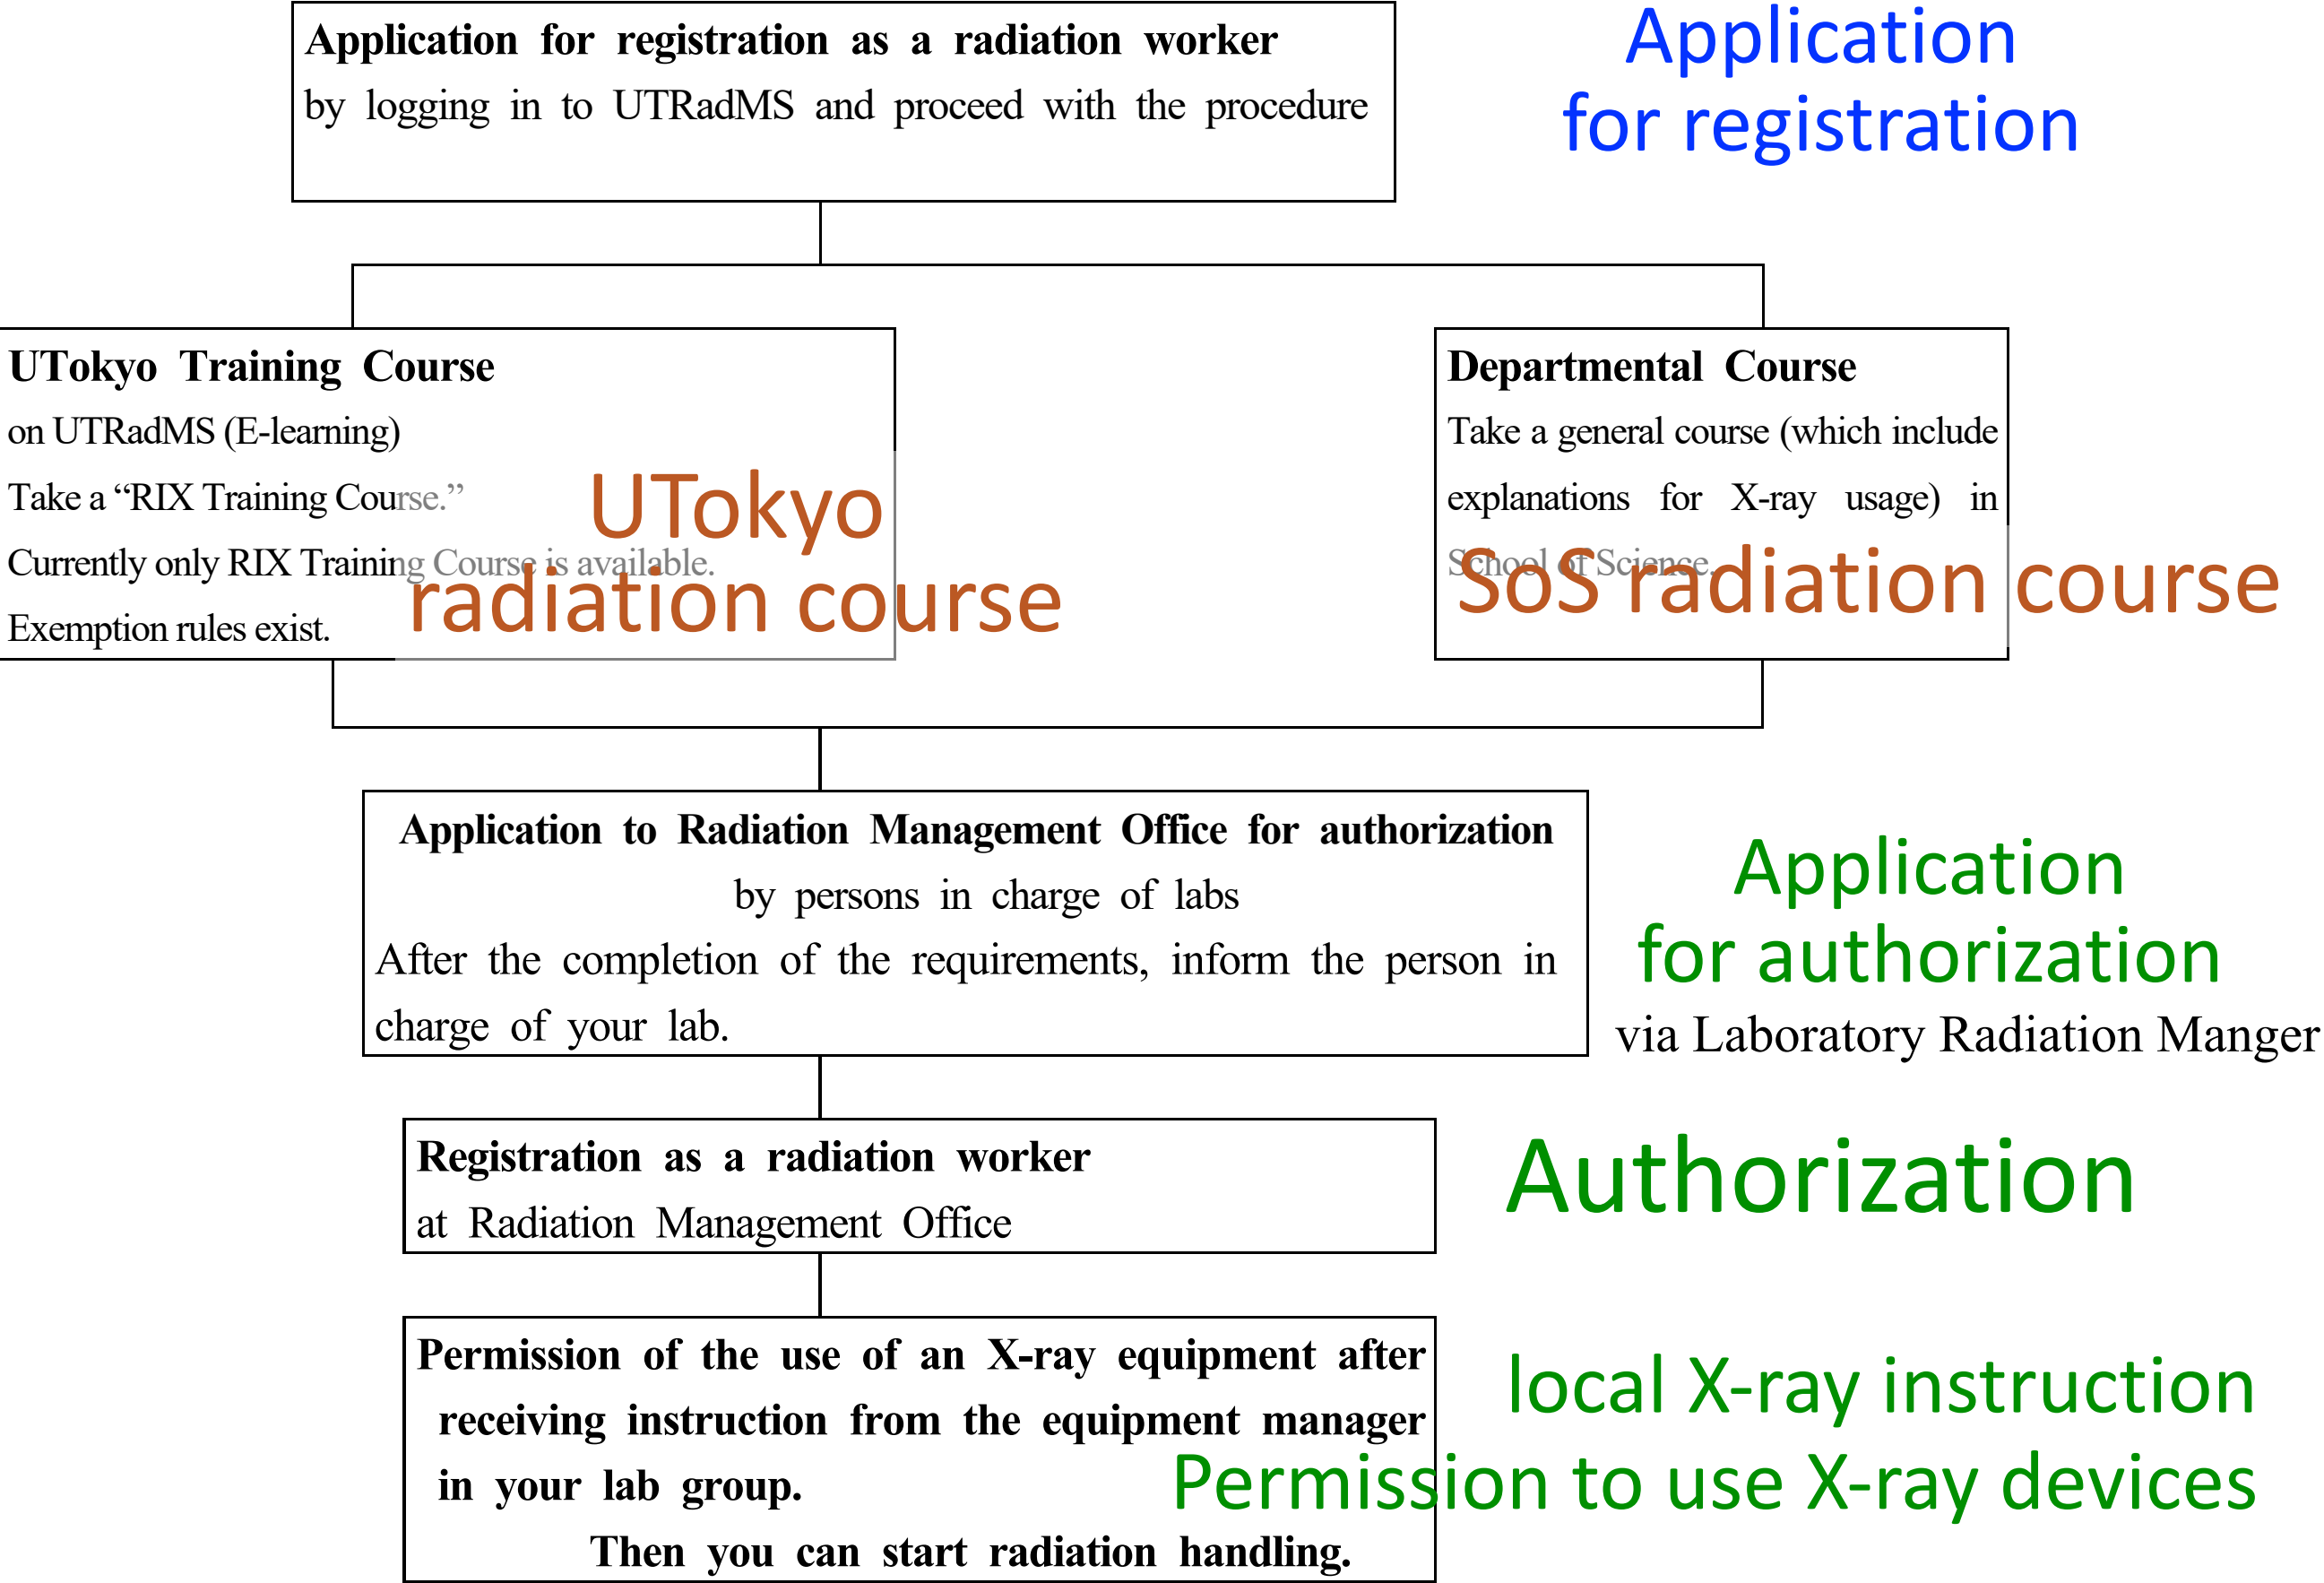 Application for registration as a radiation worker
by logging in to UTRadMS and proceed with the procedure
Application
for registration
UTokyo Training Course
on UTRadMS (E-learning)
Take a “RIX Training Course.”
Currently only RIX Training Course is available.
Exemption rules exist.
UTokyo
radiation course
Departmental Course
Take a general course (which include
explanations for X-ray usage) in
School of Science.
SoS radiation course
Application to Radiation Management Office for authorization
by persons in charge of labs
After the completion of the requirements, inform the person in
charge of your lab.
Application
for authorization
via Laboratory Radiation Manger
Registration as a radiation worker
at Radiation Management Office
Authorization
Permission of the use of an X-ray equipment after
receiving instruction from the equipment manager
in your lab group.
Then you can start radiation handling.
local X-ray instruction
Permission to use X-ray devices